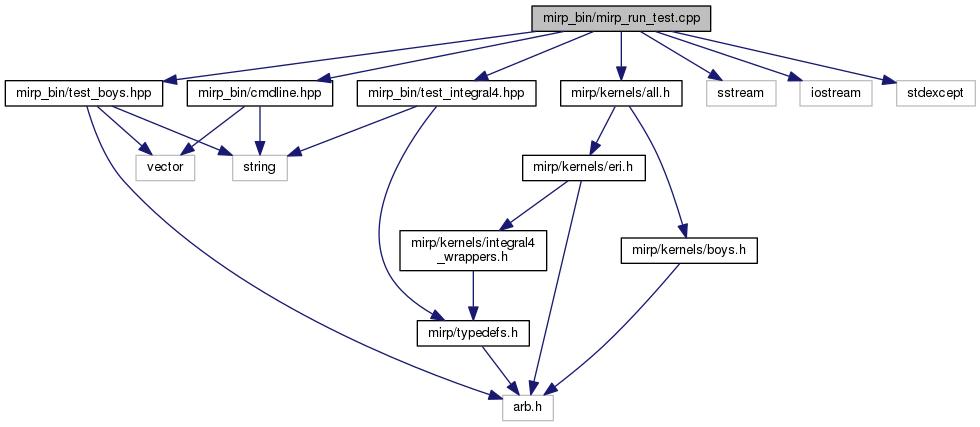 mirp_bin/mirp_run_test.cpp
mirp_bin/test_boys.hpp
mirp_bin/cmdline.hpp
mirp_bin/test_integral4.hpp
mirp/kernels/all.h
sstream
iostream
stdexcept
vector
string
mirp/kernels/eri.h
mirp/kernels/integral4
_wrappers.h
mirp/kernels/boys.h
mirp/typedefs.h
arb.h